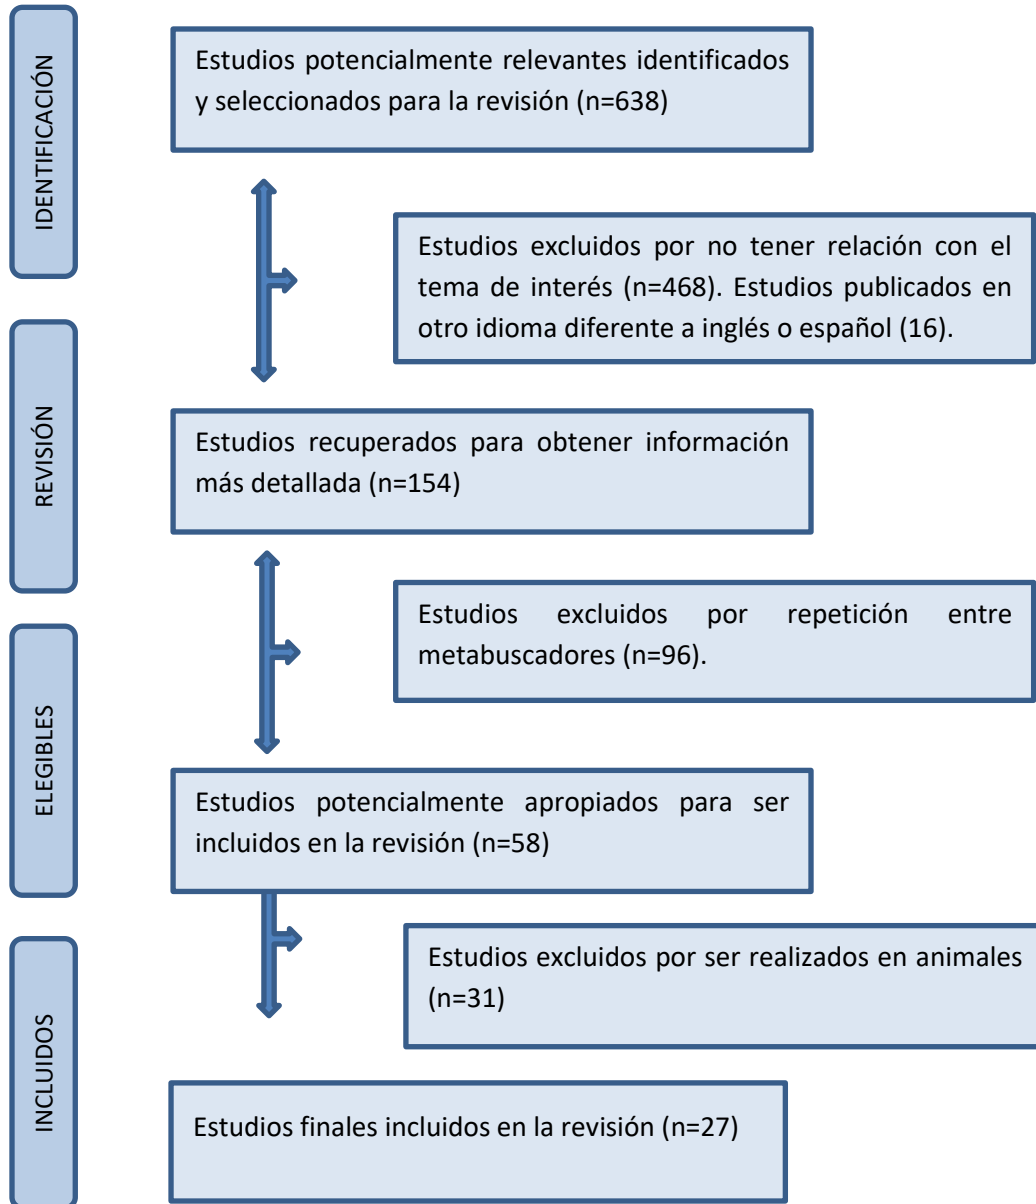 IDENTIFICACIÓN
Estudios potencialmente relevantes identificados
y seleccionados para la revisión (n=638)
Estudios excluidos por no tener relación con el
tema de interés (n=468). Estudios publicados en
otro idioma diferente a inglés o español (16).
REVISIÓN
Estudios recuperados para obtener información
más detallada (n=154)
Estudios excluidos por repetición entre
metabuscadores (n=96).
ELEGIBLES
Estudios potencialmente apropiados para ser
incluidos en la revisión (n=58)
Estudios excluidos por ser realizados en animales
(n=31)
INCLUIDOS
Estudios finales incluidos en la revisión (n=27)